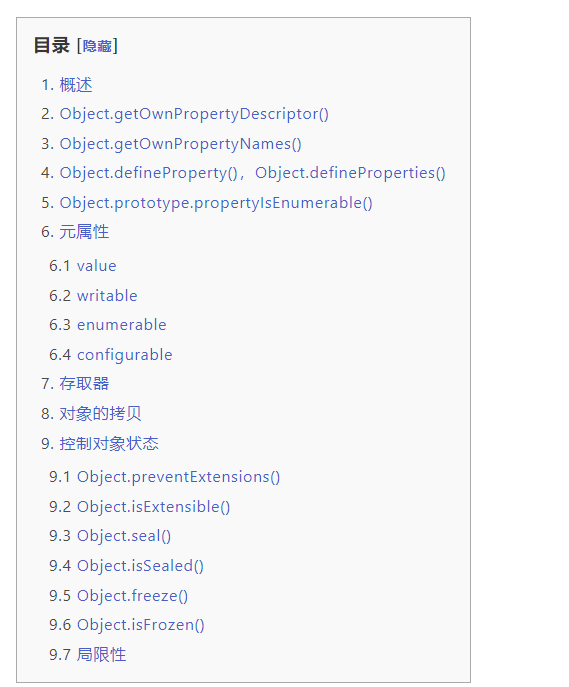 目录 [隐藏]
1. 概述
2. Object.getOwnPropertyDescriptor()
3. Object.getOwnPropertyNames()
4. Object.defineProperty()，Object.defineProperties()
5. Object.prototype.propertyIsEnumerable()
6. 元属性
6.1 value
6.2 writable
6.3 enumerable
6.4 configurable
7. 存取器
8. 对象的拷贝
9. 控制对象状态
9.1 Object.preventExtensions()
9.2 Object.isExtensible()
9.3 Object.seal()
9.4 Object.isSealed()
9.5 Object.freeze()
9.6 Object.isFrozen()
9.7 局限性